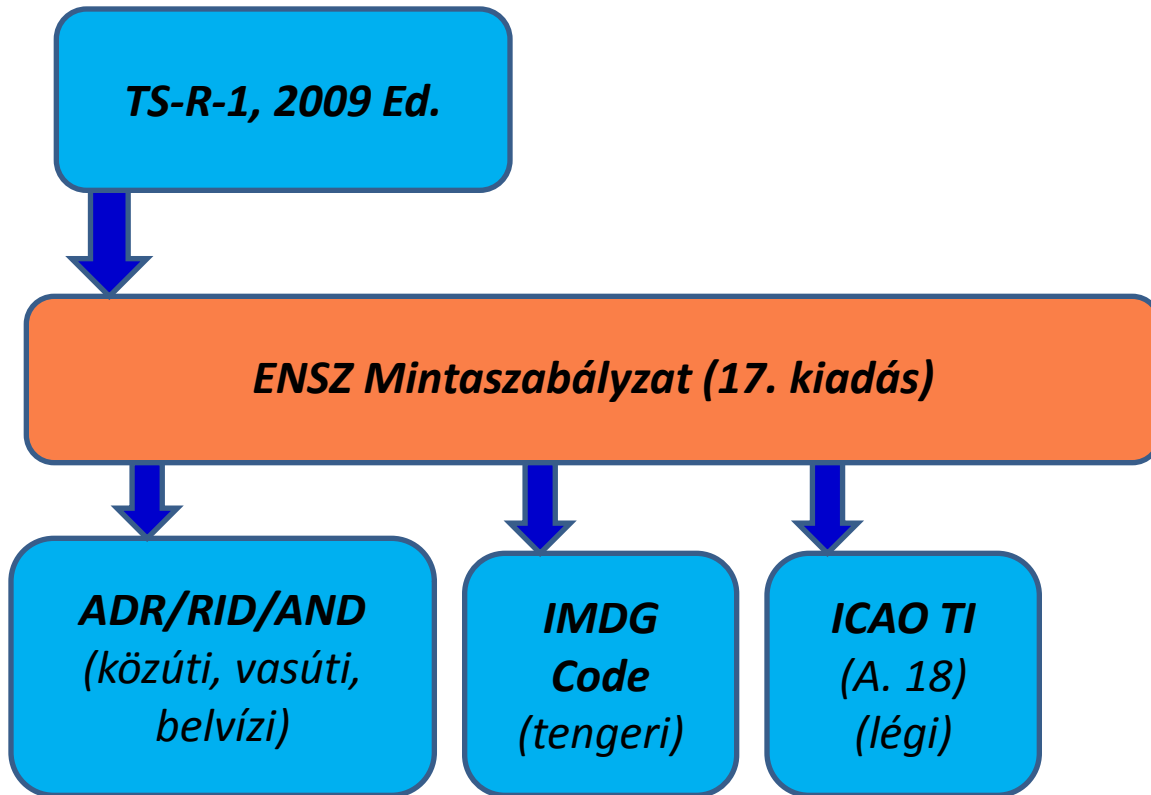 TS-R-1, 2009 Ed.
ENSZ Mintaszabályzat (17. kiadás)
ADR/RID/AND
(közúti, vasúti,
belvízi)
IMDG
Code
(tengeri)
ICAO TI
(A. 18)
(légi)